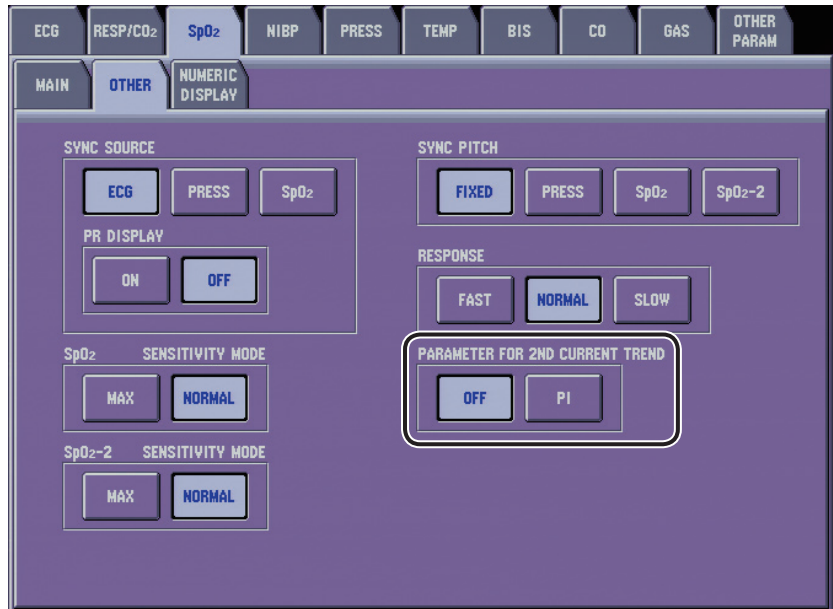 ECG RESP/CO2 SpO2 NIBP PRESS TEMP BIS CO GAS OTHER PARAM
MAIN OTHER NUMERIC DISPLAY
SYNC SOURCE
ECG PRESS SpO2
PR DISPLAY
ON OFF
SpO2 SENSITIVITY MODE
MAX NORMAL
SpO2-2 SENSITIVITY MODE
MAX NORMAL
SYNC PITCH
FIXED PRESS SpO2 SpO2-2
RESPONSE
FAST NORMAL SLOW
PARAMETER FOR 2ND CURRENT TREND
OFF PI